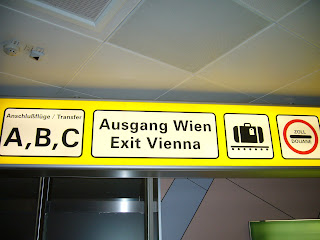 Anschlußflüge / Transfer
A,B,C
Ausgang Wien
Exit Vienna
ZOLL
DOUANE